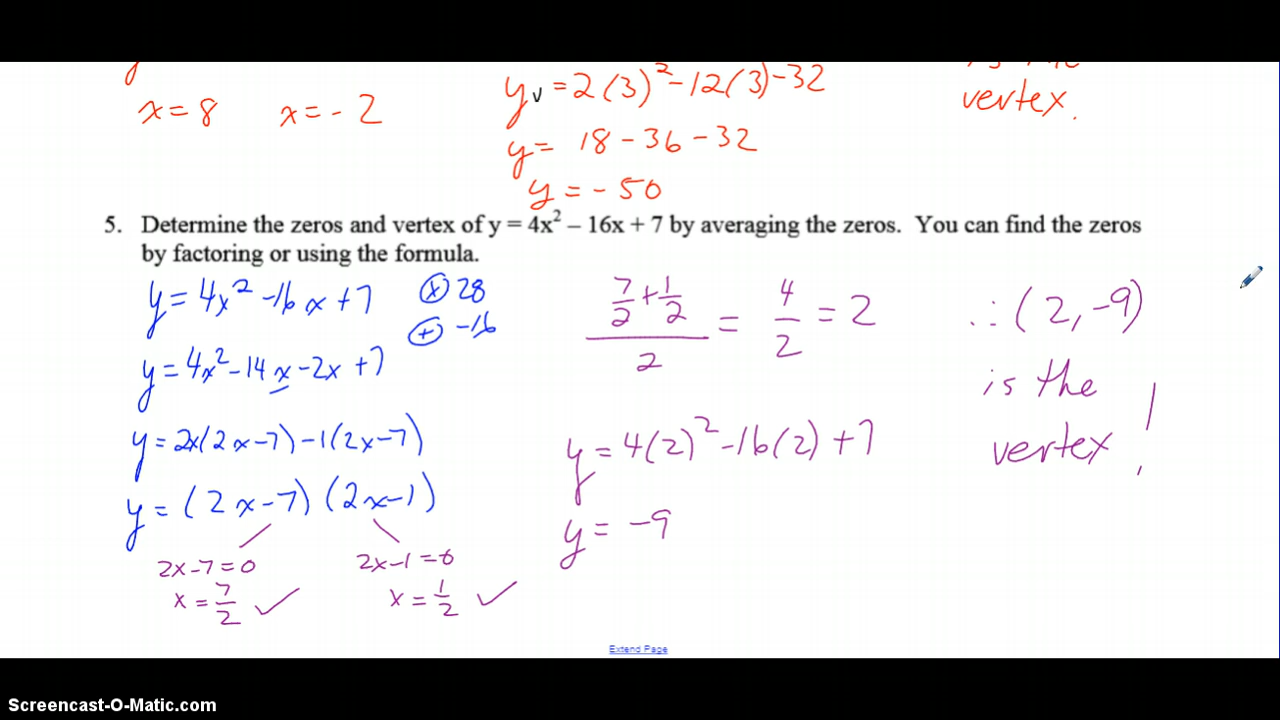 is the
x = 8 x = -2
y_v = 2(3)² - 12(3) - 32
vertex.
y = 18 - 36 - 32
y = -50
5. Determine the zeros and vertex of y = 4x² – 16x + 7 by averaging the zeros. You can find the zeros
by factoring or using the formula.
y = 4x² - 16x + 7
ⓧ 28
⊕ -16
y = 4x² - 14x - 2x + 7
y = 2x(2x-7) - 1(2x-7)
y = (2x-7)(2x-1)
2x-7=0 2x-1=0
x = 7/2 ✓ x = 1/2 ✓
(7/2 + 1/2)/2 = 4/2 = 2
y = 4(2)² - 16(2) + 7
y = -9
∴ (2, -9)
is the
vertex!
Extend Page
Screencast-O-Matic.com